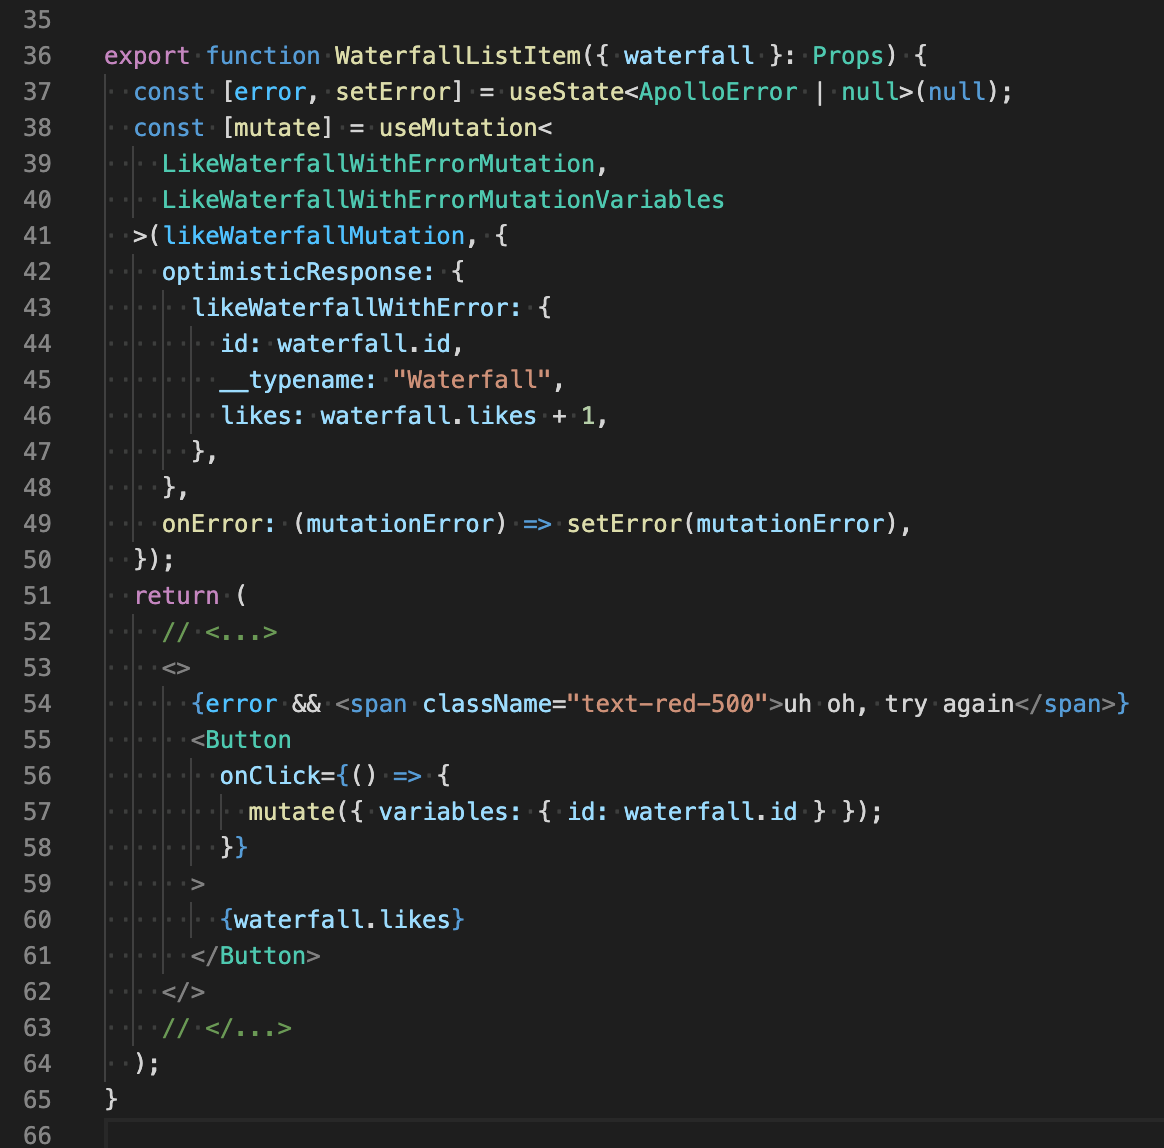 35
36 export function WaterfallListItem({ waterfall }: Props) {
37   const [error, setError] = useState<ApolloError | null>(null);
38   const [mutate] = useMutation<
39     LikeWaterfallWithErrorMutation,
40     LikeWaterfallWithErrorMutationVariables
41   >(likeWaterfallMutation, {
42     optimisticResponse: {
43       likeWaterfallWithError: {
44         id: waterfall.id,
45         __typename: "Waterfall",
46         likes: waterfall.likes + 1,
47       },
48     },
49     onError: (mutationError) => setError(mutationError),
50   });
51   return (
52     // <...>
53     <>
54       {error && <span className="text-red-500">uh oh, try again</span>}
55       <Button
56         onClick={() => {
57           mutate({ variables: { id: waterfall.id } });
58         }}
59       >
60         {waterfall.likes}
61       </Button>
62     </>
63     // </...>
64   );
65 }
66